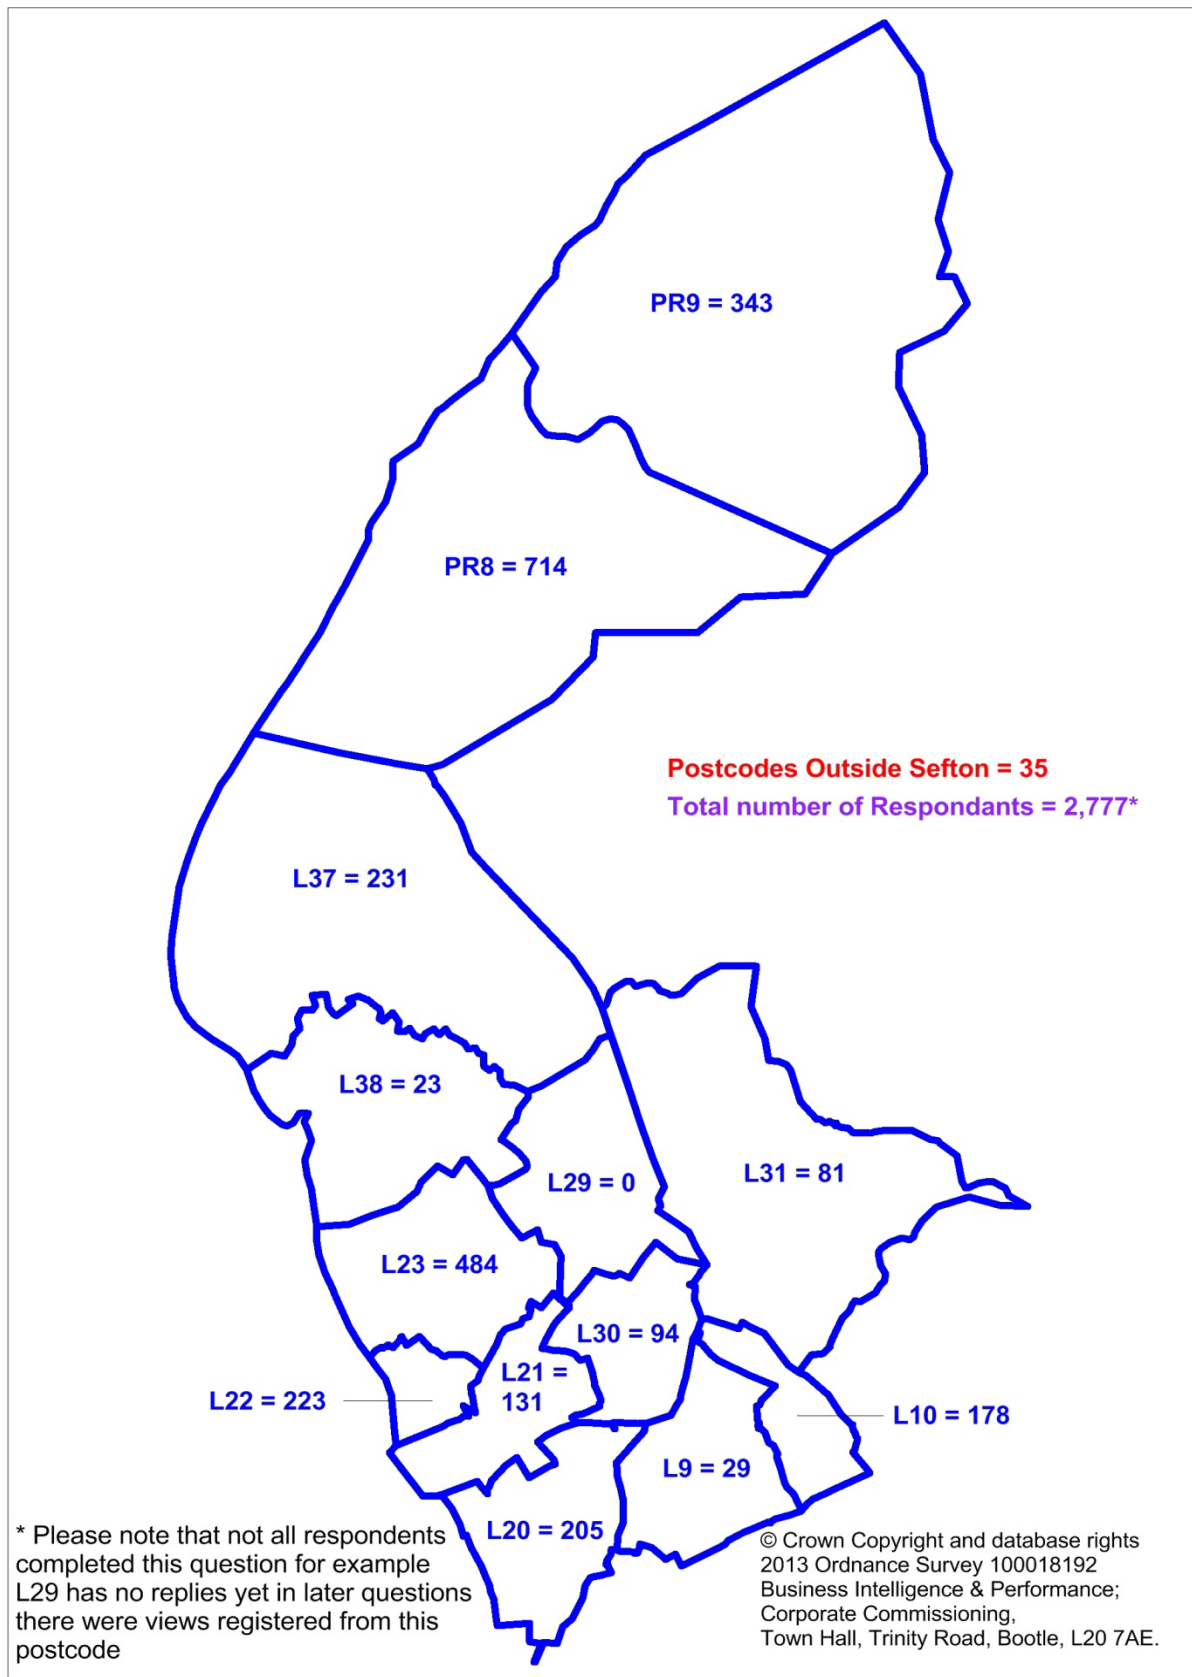 PR9 = 343
PR8 = 714
Postcodes Outside Sefton = 35
Total number of Respondants = 2,777*
L37 = 231
L38 = 23
L29 = 0
L31 = 81
L23 = 484
L30 = 94
L21 =
131
L22 = 223
L10 = 178
L9 = 29
L20 = 205
* Please note that not all respondents
completed this question for example
L29 has no replies yet in later questions
there were views registered from this
postcode
© Crown Copyright and database rights
2013 Ordnance Survey 100018192
Business Intelligence & Performance;
Corporate Commissioning,
Town Hall, Trinity Road, Bootle, L20 7AE.